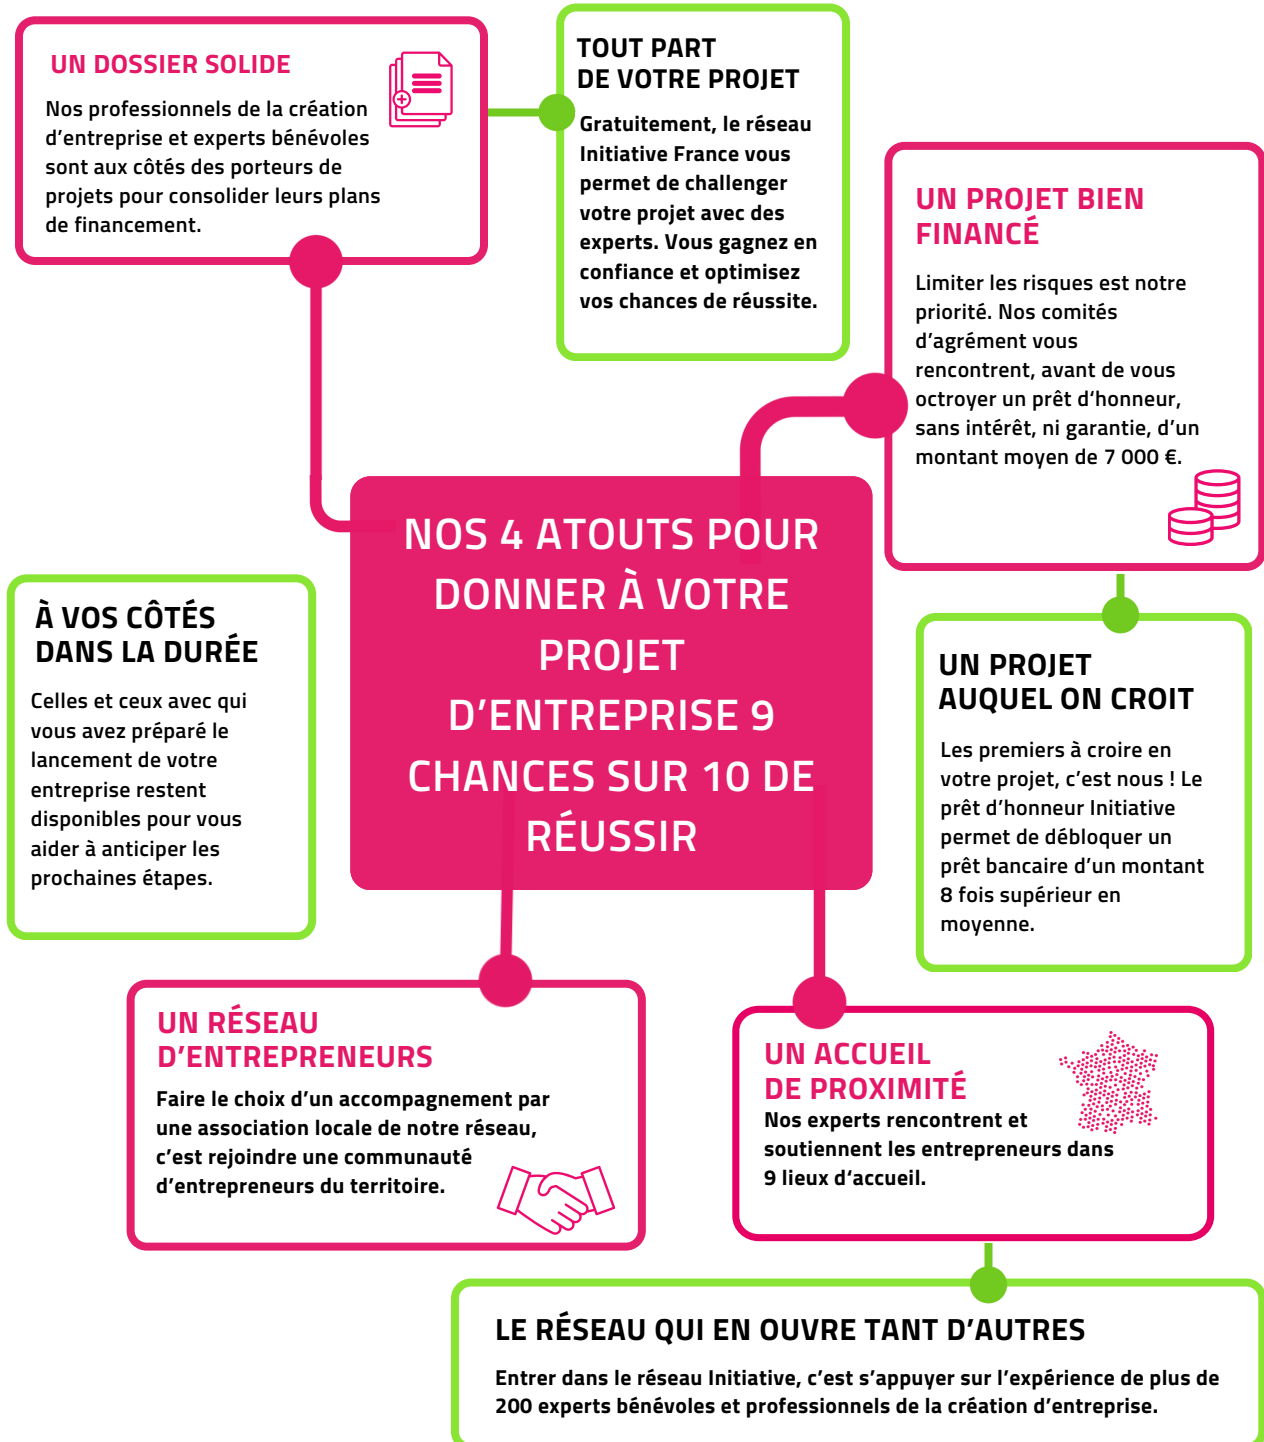 UN DOSSIER SOLIDE
Nos professionnels de la création
d’entreprise et experts bénévoles
sont aux côtés des porteurs de
projets pour consolider leurs plans
de financement.
TOUT PART
DE VOTRE PROJET
Gratuitement, le réseau
Initiative France vous
permet de challenger
votre projet avec des
experts. Vous gagnez en
confiance et optimisez
vos chances de réussite.
UN PROJET BIEN
FINANCÉ
Limiter les risques est notre
priorité. Nos comités
d’agrément vous
rencontrent, avant de vous
octroyer un prêt d‘honneur,
sans intérêt, ni garantie, d’un
montant moyen de 7 000 €.
NOS 4 ATOUTS POUR
DONNER À VOTRE
PROJET
D’ENTREPRISE 9
CHANCES SUR 10 DE
RÉUSSIR
À VOS CÔTÉS
DANS LA DURÉE
Celles et ceux avec qui
vous avez préparé le
lancement de votre
entreprise restent
disponibles pour vous
aider à anticiper les
prochaines étapes.
UN PROJET
AUQUEL ON CROIT
Les premiers à croire en
votre projet, c’est nous ! Le
prêt d’honneur Initiative
permet de débloquer un
prêt bancaire d’un montant
8 fois supérieur en
moyenne.
UN RÉSEAU
D’ENTREPRENEURS
Faire le choix d’un accompagnement par
une association locale de notre réseau,
c’est rejoindre une communauté
d’entrepreneurs du territoire.
UN ACCUEIL
DE PROXIMITÉ
Nos experts rencontrent et
soutiennent les entrepreneurs dans
9 lieux d‘accueil.
LE RÉSEAU QUI EN OUVRE TANT D’AUTRES
Entrer dans le réseau Initiative, c’est s’appuyer sur l’expérience de plus de
200 experts bénévoles et professionnels de la création d’entreprise.